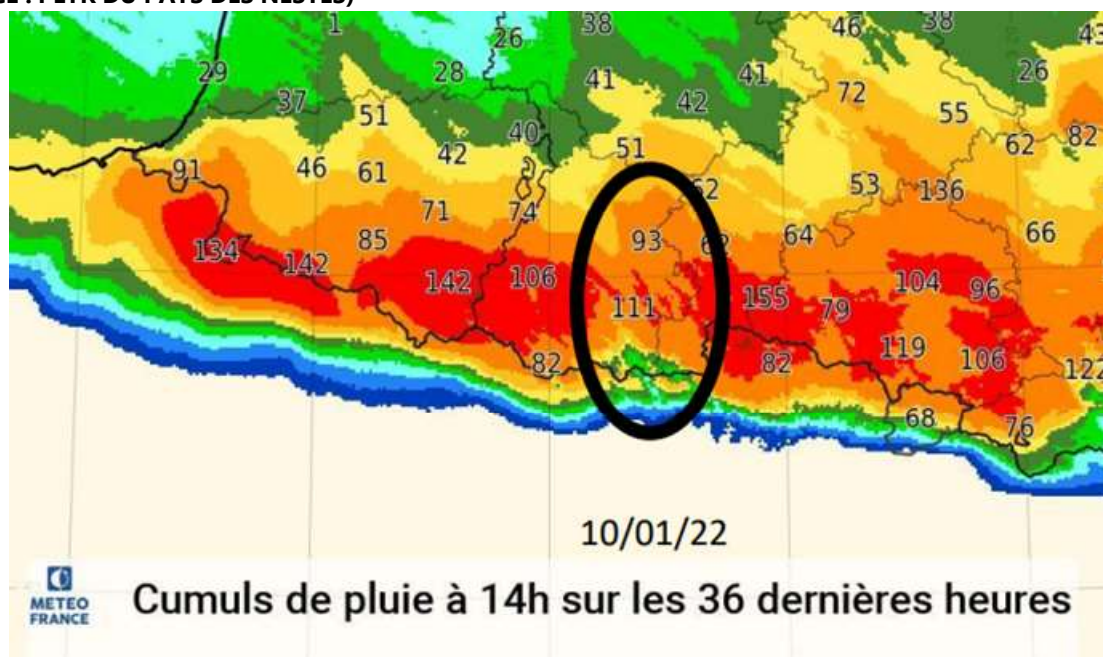 1 26 38 46 38 43
29 28 41 41 26
37 51 42 72 55
40 51 62 82
91 46 61 42 53 136
71 74 93 64 66
134 142 85
142 106 111 155 79 104 96
82 82 119 106 122
68 76
10/01/22
METEO
FRANCE
Cumuls de pluie à 14h sur les 36 dernières heures